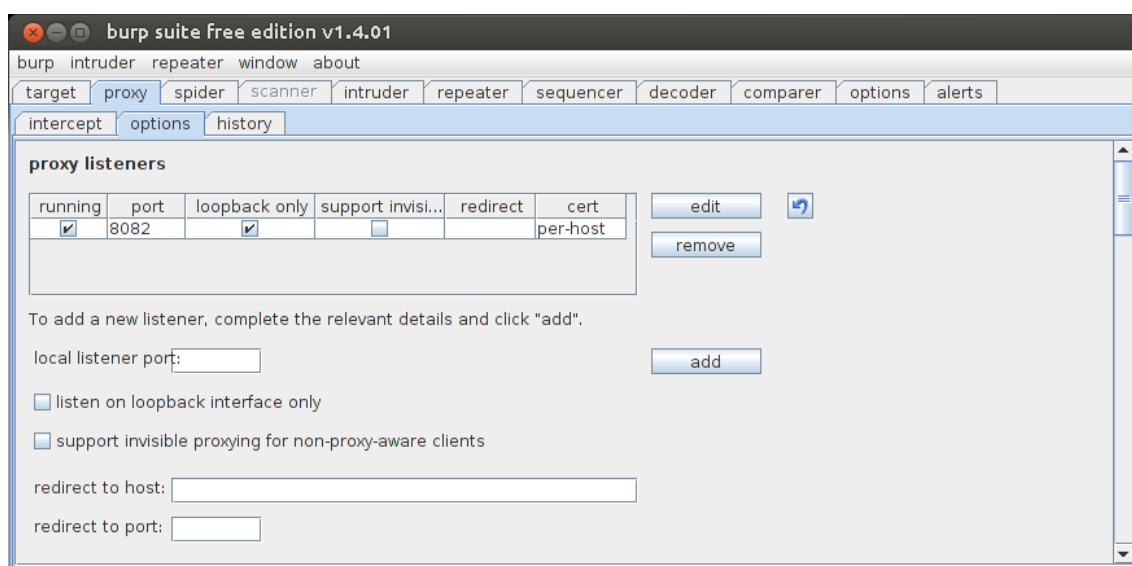 burp suite free edition v1.4.01
burp intruder repeater window about
target proxy spider scanner intruder repeater sequencer decoder comparer options alerts
intercept options history
proxy listeners
running port loopback only support invisi... redirect cert
8082 per-host
edit
remove
To add a new listener, complete the relevant details and click "add".
local listener port:
add
listen on loopback interface only
support invisible proxying for non-proxy-aware clients
redirect to host:
redirect to port: